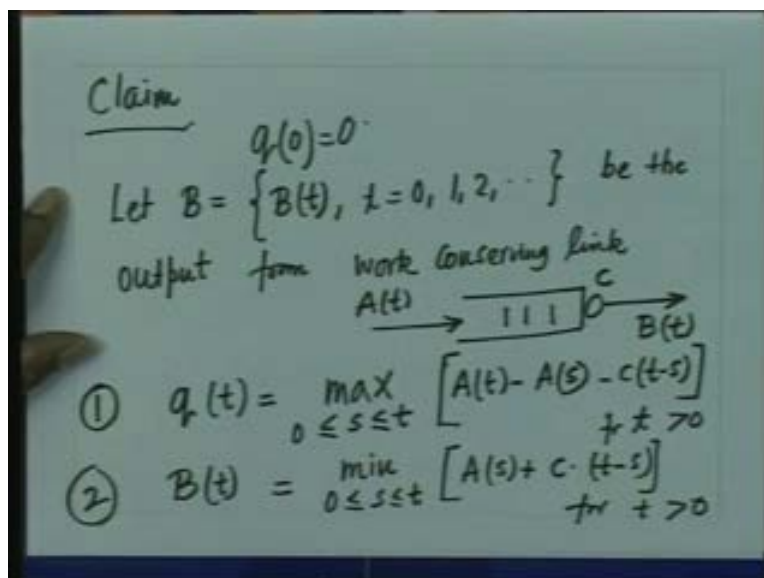 Claim
q(0)=0.
Let B = {B(t), t=0, 1, 2, ..} be the
output from work conserving link
A(t) C
B(t)
① q(t) = max 0≤s≤t [A(t)- A(s) - c(t-s)]
fr t >0
② B(t) = min 0≤s≤t [A(s)+ c. (t-s)]
for t >0